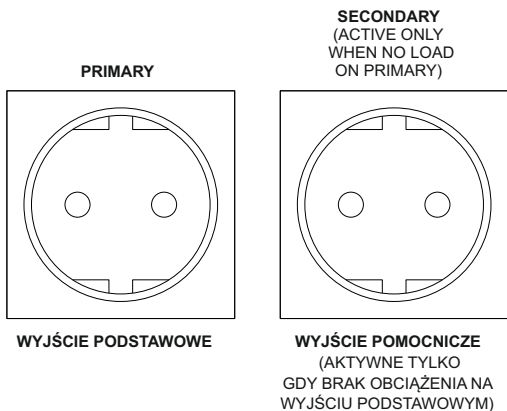 PRIMARY
WYJŚCIE PODSTAWOWE
SECONDARY
(ACTIVE ONLY
WHEN NO LOAD
ON PRIMARY)
WYJŚCIE POMOCNICZE
(AKTYWNE TYLKO
GDY BRAK OBCIĄŻENIA NA
WYJŚCIU PODSTAWOWYM)